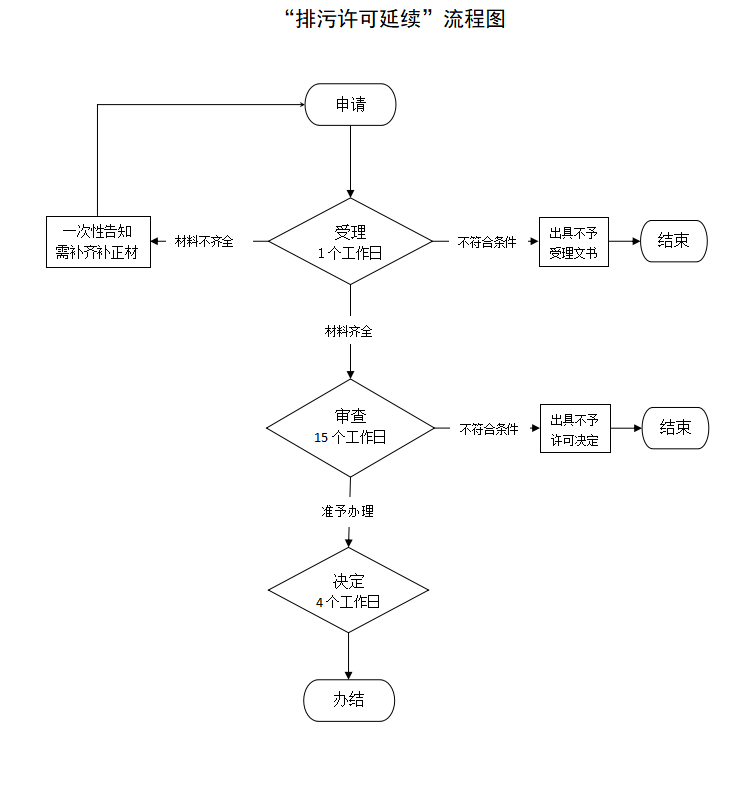 “排污许可延续”流程图
申请
一次性告知
需补齐补正材
材料不齐全
受理
1个工作日
不符合条件
出具不予
受理文书
结束
材料齐全
审查
15个工作日
不符合条件
出具不予
许可决定
结束
准予办理
决定
4个工作日
办结